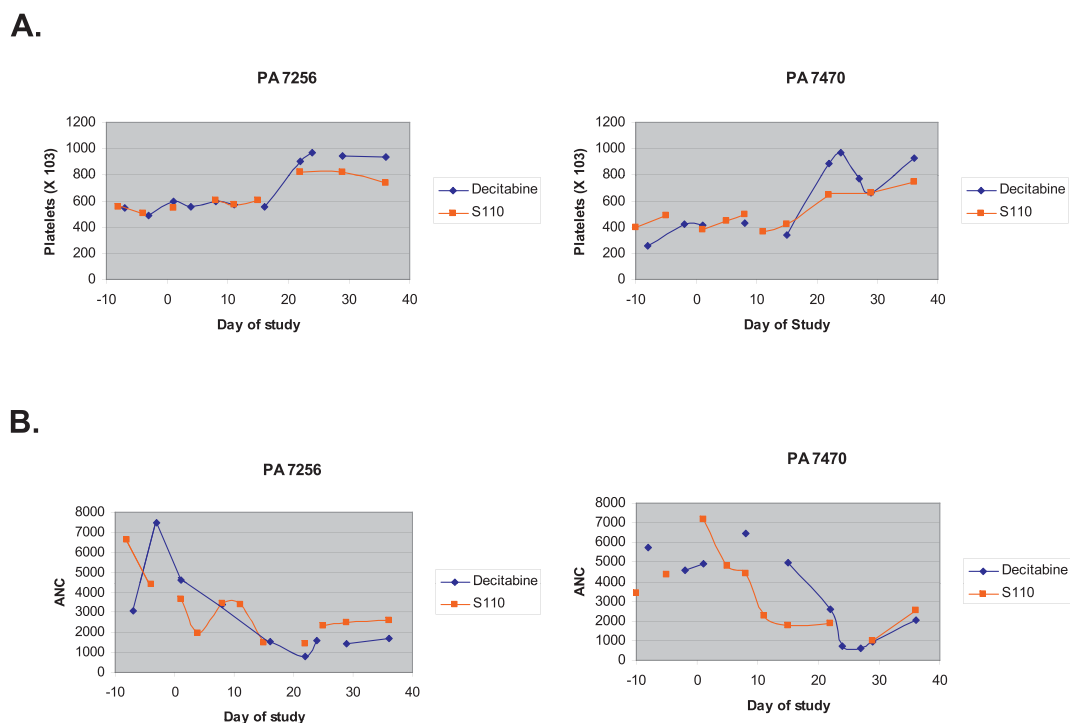 A.
PA 7256
PA 7470
Platelets (X 103)
1200
1000
800
600
400
200
0
-10
0
10
20
30
40
Day of study
Decitabine
S110
Platelets (X 103)
1200
1000
800
600
400
200
0
-10
0
10
20
30
40
Day of Study
Decitabine
S110
B.
PA 7256
PA 7470
ANC
8000
7000
6000
5000
4000
3000
2000
1000
0
-10
0
10
20
30
40
Day of study
Decitabine
S110
ANC
8000
7000
6000
5000
4000
3000
2000
1000
0
-10
0
10
20
30
40
Day of study
Decitabine
S110